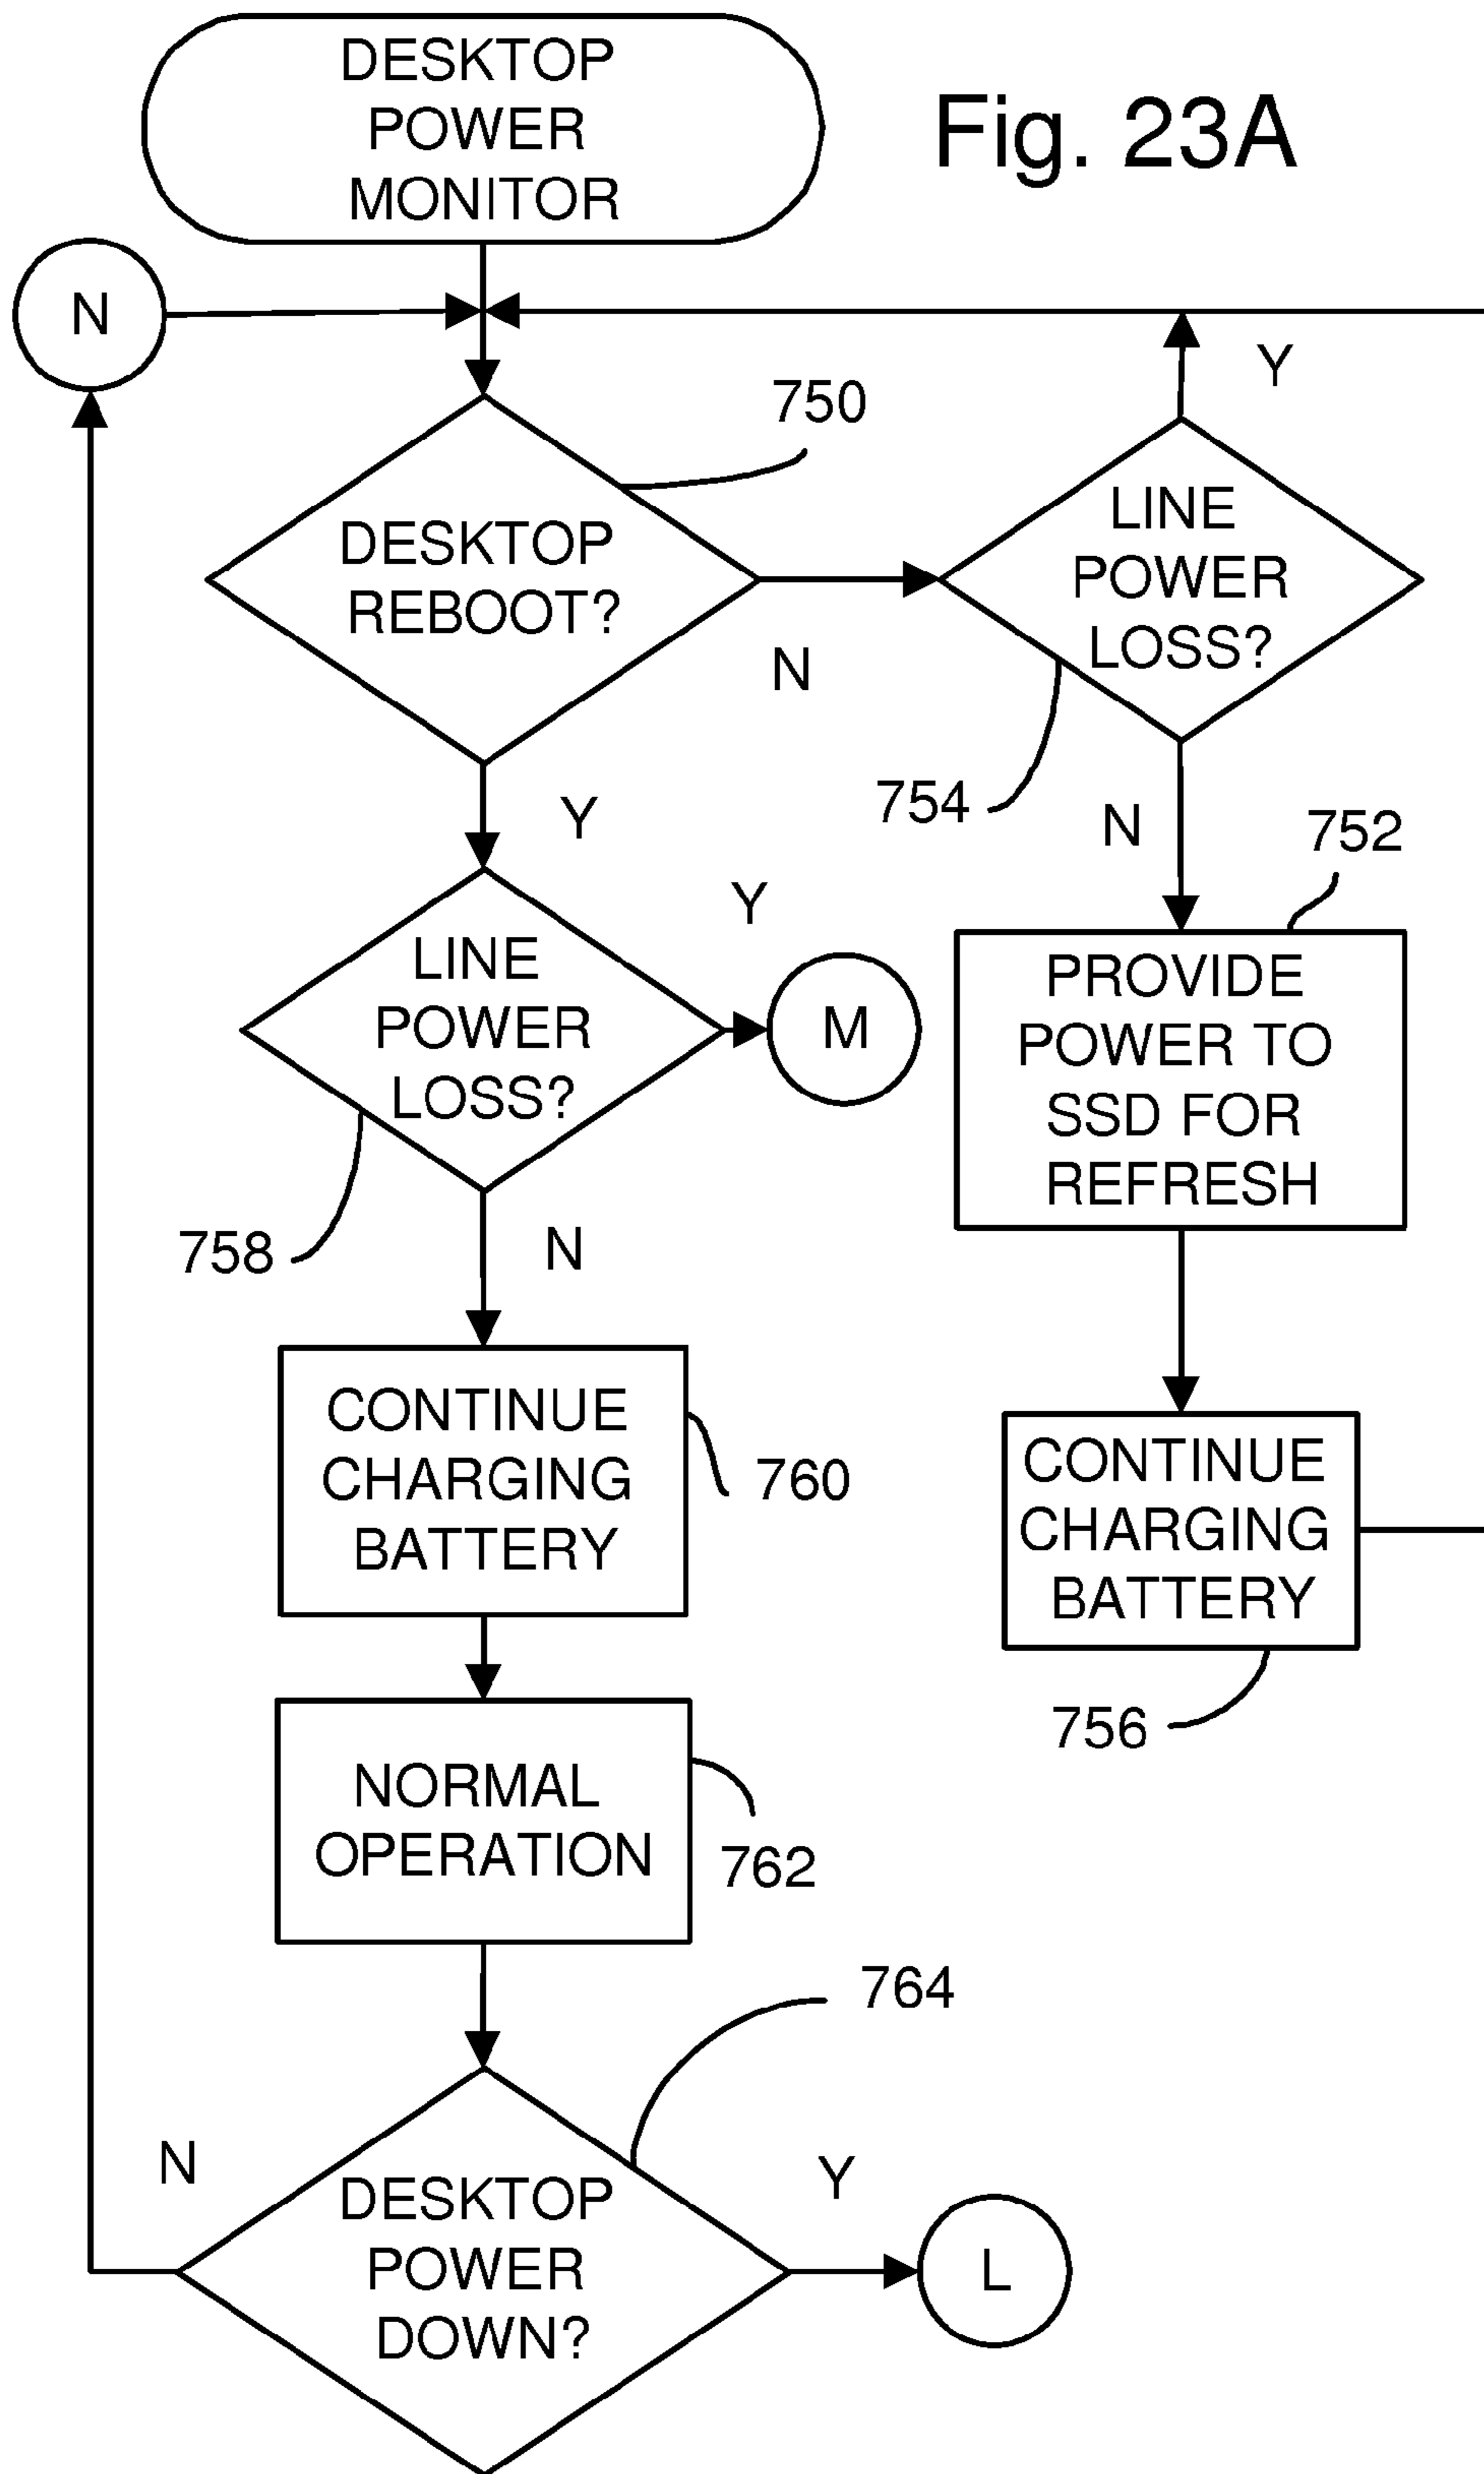 DESKTOP
POWER
MONITOR
Fig. 23A
N
Y
750
DESKTOP
REBOOT?
N
LINE
POWER
LOSS?
754
Y
N
752
LINE
POWER
LOSS?
Y
M
758
N
PROVIDE
POWER TO
SSD FOR
REFRESH
CONTINUE
CHARGING
BATTERY
760
CONTINUE
CHARGING
BATTERY
756
NORMAL
OPERATION
762
764
N
DESKTOP
POWER
DOWN?
Y
L